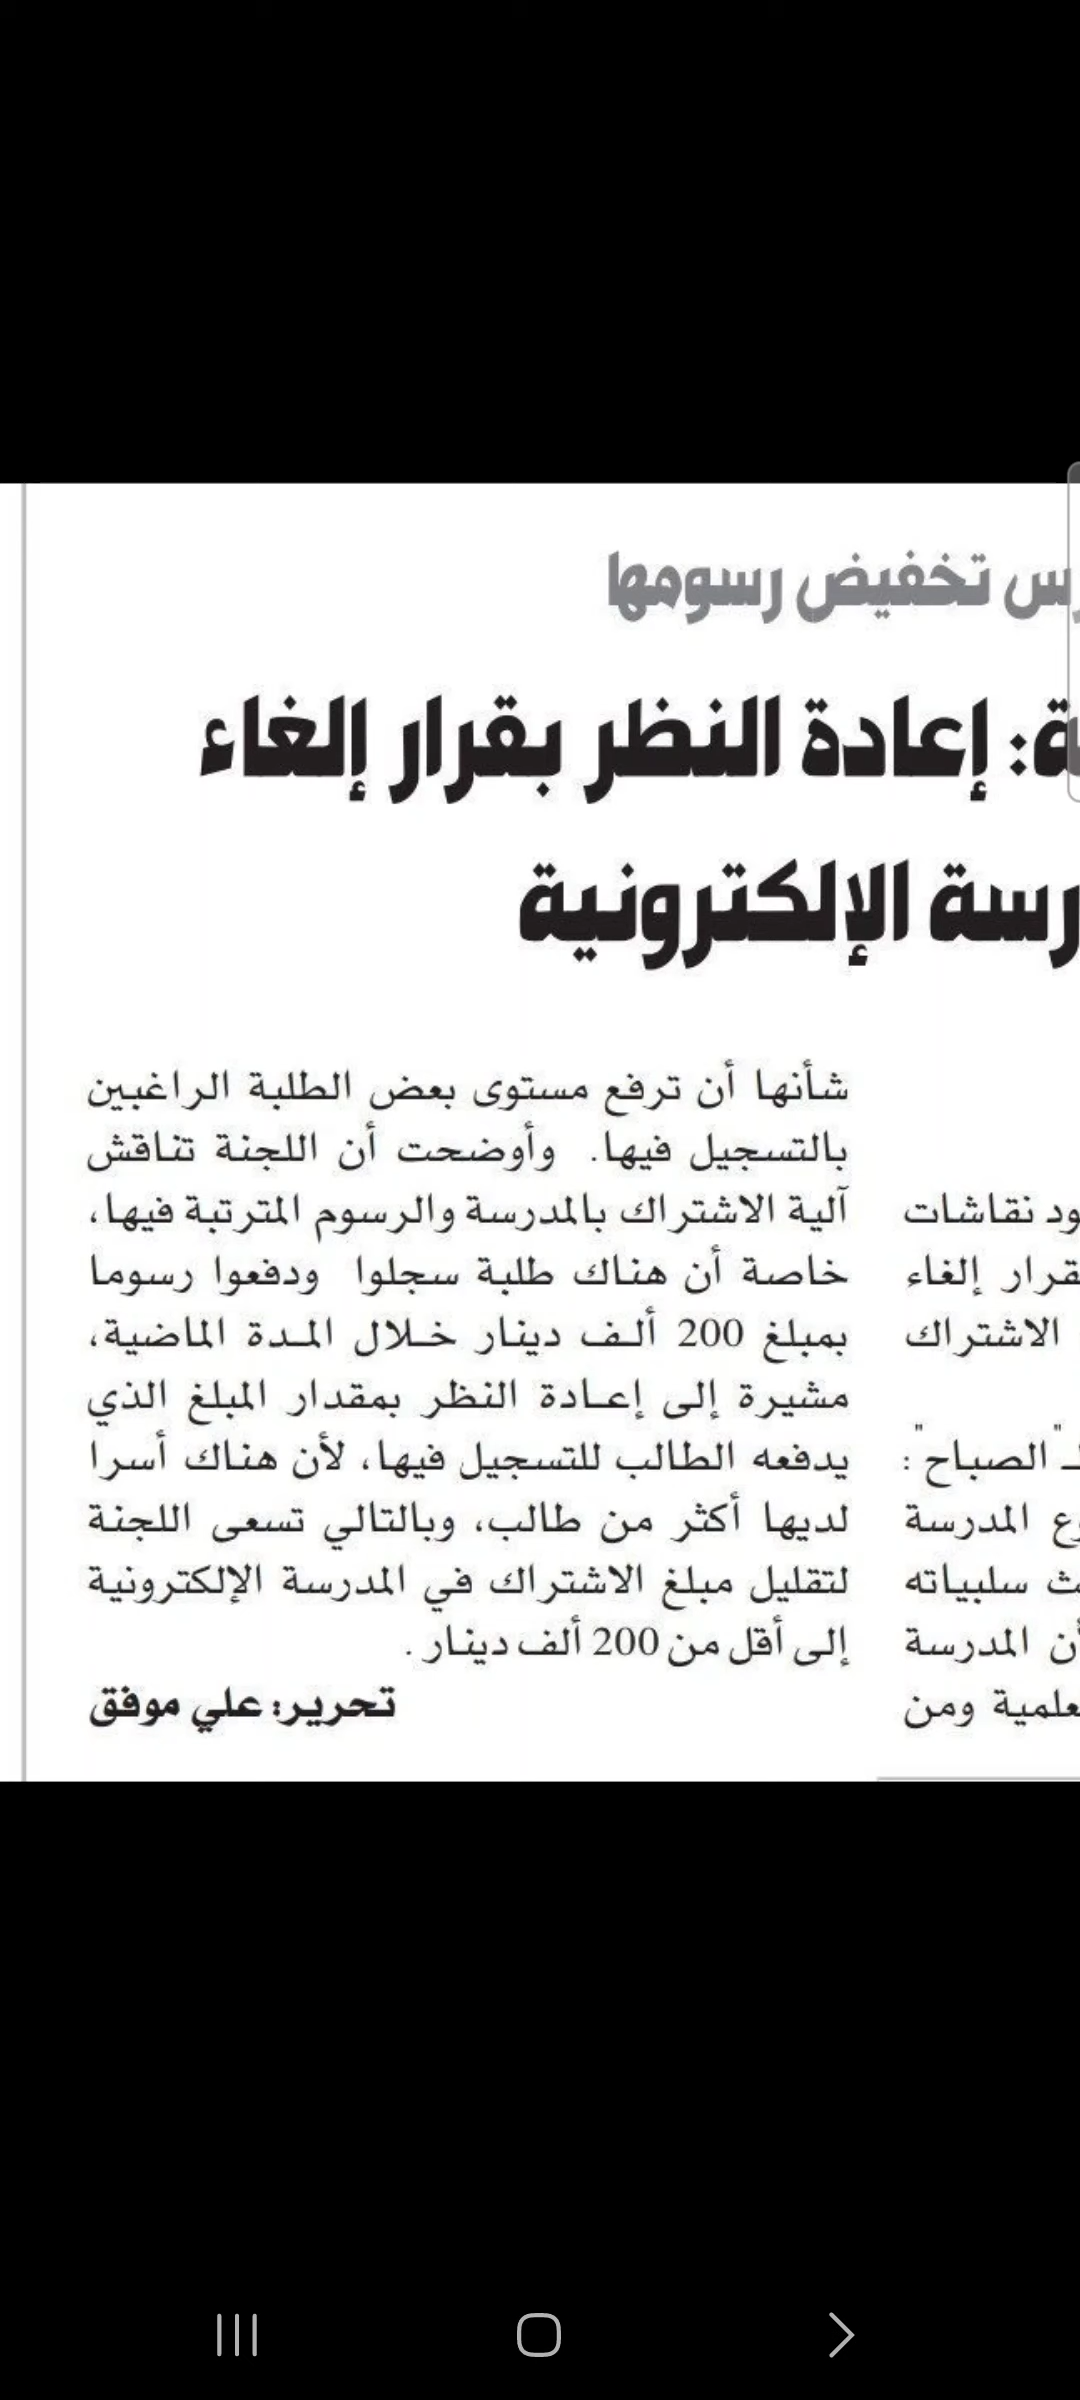 تخفيض رسومها
إعادة النظر بقرار إلغاء
الإلكترونية
نقاشات
إلغاء
الاشتراك
"الصباح":
المدرسة
سلبياته
المدرسة
ومن
شأنها أن ترفع مستوى بعض الطلبة الراغبين
بالتسجيل فيها. وأوضحت أن اللجنة تناقش
آلية الاشتراك بالمدرسة والرسوم المترتبة فيها،
خاصة أن هناك طلبة سجلوا ودفعوا رسوما
بمبلغ 200 ألف دينار خلال المدة الماضية،
مشيرة إلى إعادة النظر بمقدار المبلغ الذي
يدفعه الطالب للتسجيل فيها، لأن هناك أسرا
لديها أكثر من طالب، وبالتالي تسعى اللجنة
لتقليل مبلغ الاشتراك في المدرسة الإلكترونية
إلى أقل من 200 ألف دينار .
تحرير: علي موفق